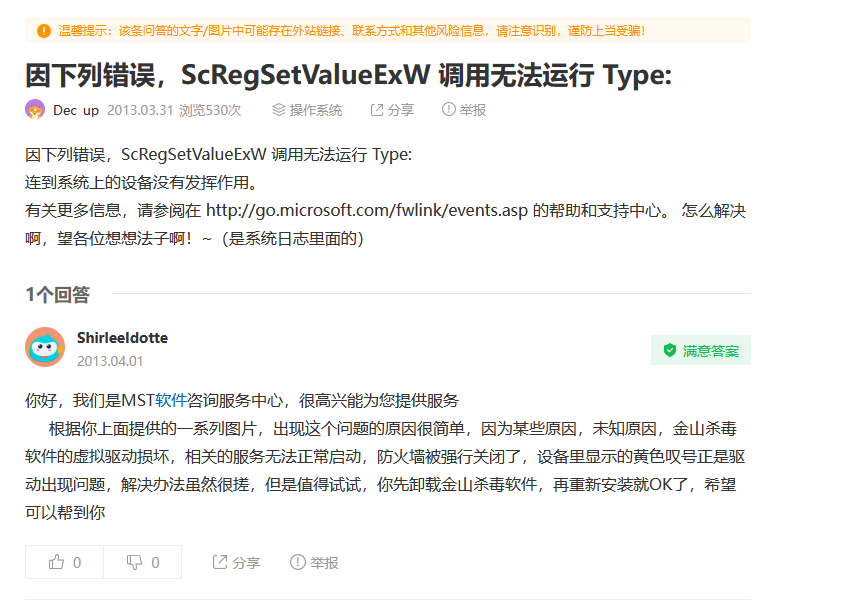 温馨提示：该条问答的文字/图片中可能存在外站链接、联系方式和其他风险信息，请注意识别，谨防上当受骗！
因下列错误，ScRegSetValueExW 调用无法运行 Type:
Dec up 2013.03.31 浏览530次 操作系统 分享 举报
因下列错误，ScRegSetValueExW 调用无法运行 Type:
连到系统上的设备没有发挥作用。
有关更多信息，请参阅在 http://go.microsoft.com/fwlink/events.asp 的帮助和支持中心。 怎么解决
啊，望各位想想法子啊！~（是系统日志里面的）
1个回答
Shirleeldotte
2013.04.01
满意答案
你好，我们是MST软件咨询服务中心，很高兴能为您提供服务
根据你上面提供的一系列图片，出现这个问题的原因很简单，因为某些原因，未知原因，金山杀毒
软件的虚拟驱动损坏，相关的服务无法正常启动，防火墙被强行关闭了，设备里显示的黄色叹号正是驱
动出现问题，解决办法虽然很搓，但是值得试试，你先卸载金山杀毒软件，再重新安装就OK了，希望
可以帮到你
0 0 分享 举报